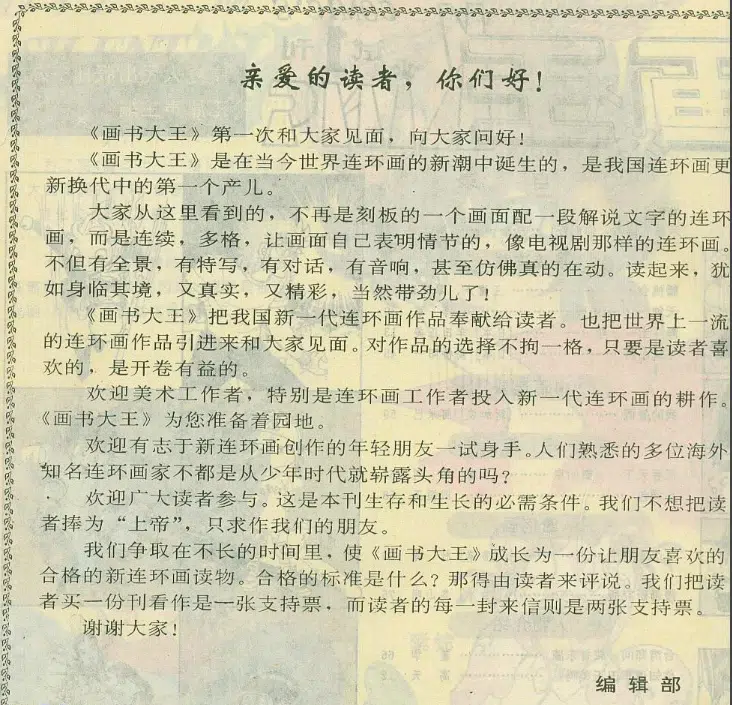 亲爱的读者，你们好！
《画书大王》第一次和大家见面，向大家问好！
《画书大王》是在当今世界连环画的新潮中诞生的，是我国连环画更
新换代中的第一个产儿。
大家从这里看到的，不再是刻板的一个画面配一段解说文字的连环
画，而是连续，多格，让画面自己表明情节的，像电视剧那样的连环画。
不但有全景，有特写，有对话，有音响，甚至仿佛真的在动。读起来，犹
如身临其境，又真实，又精彩，当然带劲儿了！
《画书大王》把我国新一代连环画作品奉献给读者。也把世界上一流
的连环画作品引进来和大家见面。对作品的选择不拘一格，只要是读者喜
欢的，是开卷有益的。
欢迎美术工作者，特别是连环画工作者投入新一代连环画的耕作。
《画书大王》为您准备着园地。
欢迎有志于新连环画创作的年轻朋友一试身手。人们熟悉的多位海外
知名连环画家不都是从少年时代就崭露头角的吗？
欢迎广大读者参与。这是本刊生存和生长的必需条件。我们不想把读
者捧为“上帝”，只求作我们的朋友。
我们争取在不长的时间里，使《画书大王》成长为一份让朋友喜欢的
合格的新连环画读物。合格的标准是什么？那得由读者来评说。我们把读
者买一份刊看作是一张支持票，而读者的每一封来信则是两张支持票。
谢谢大家！
编辑部